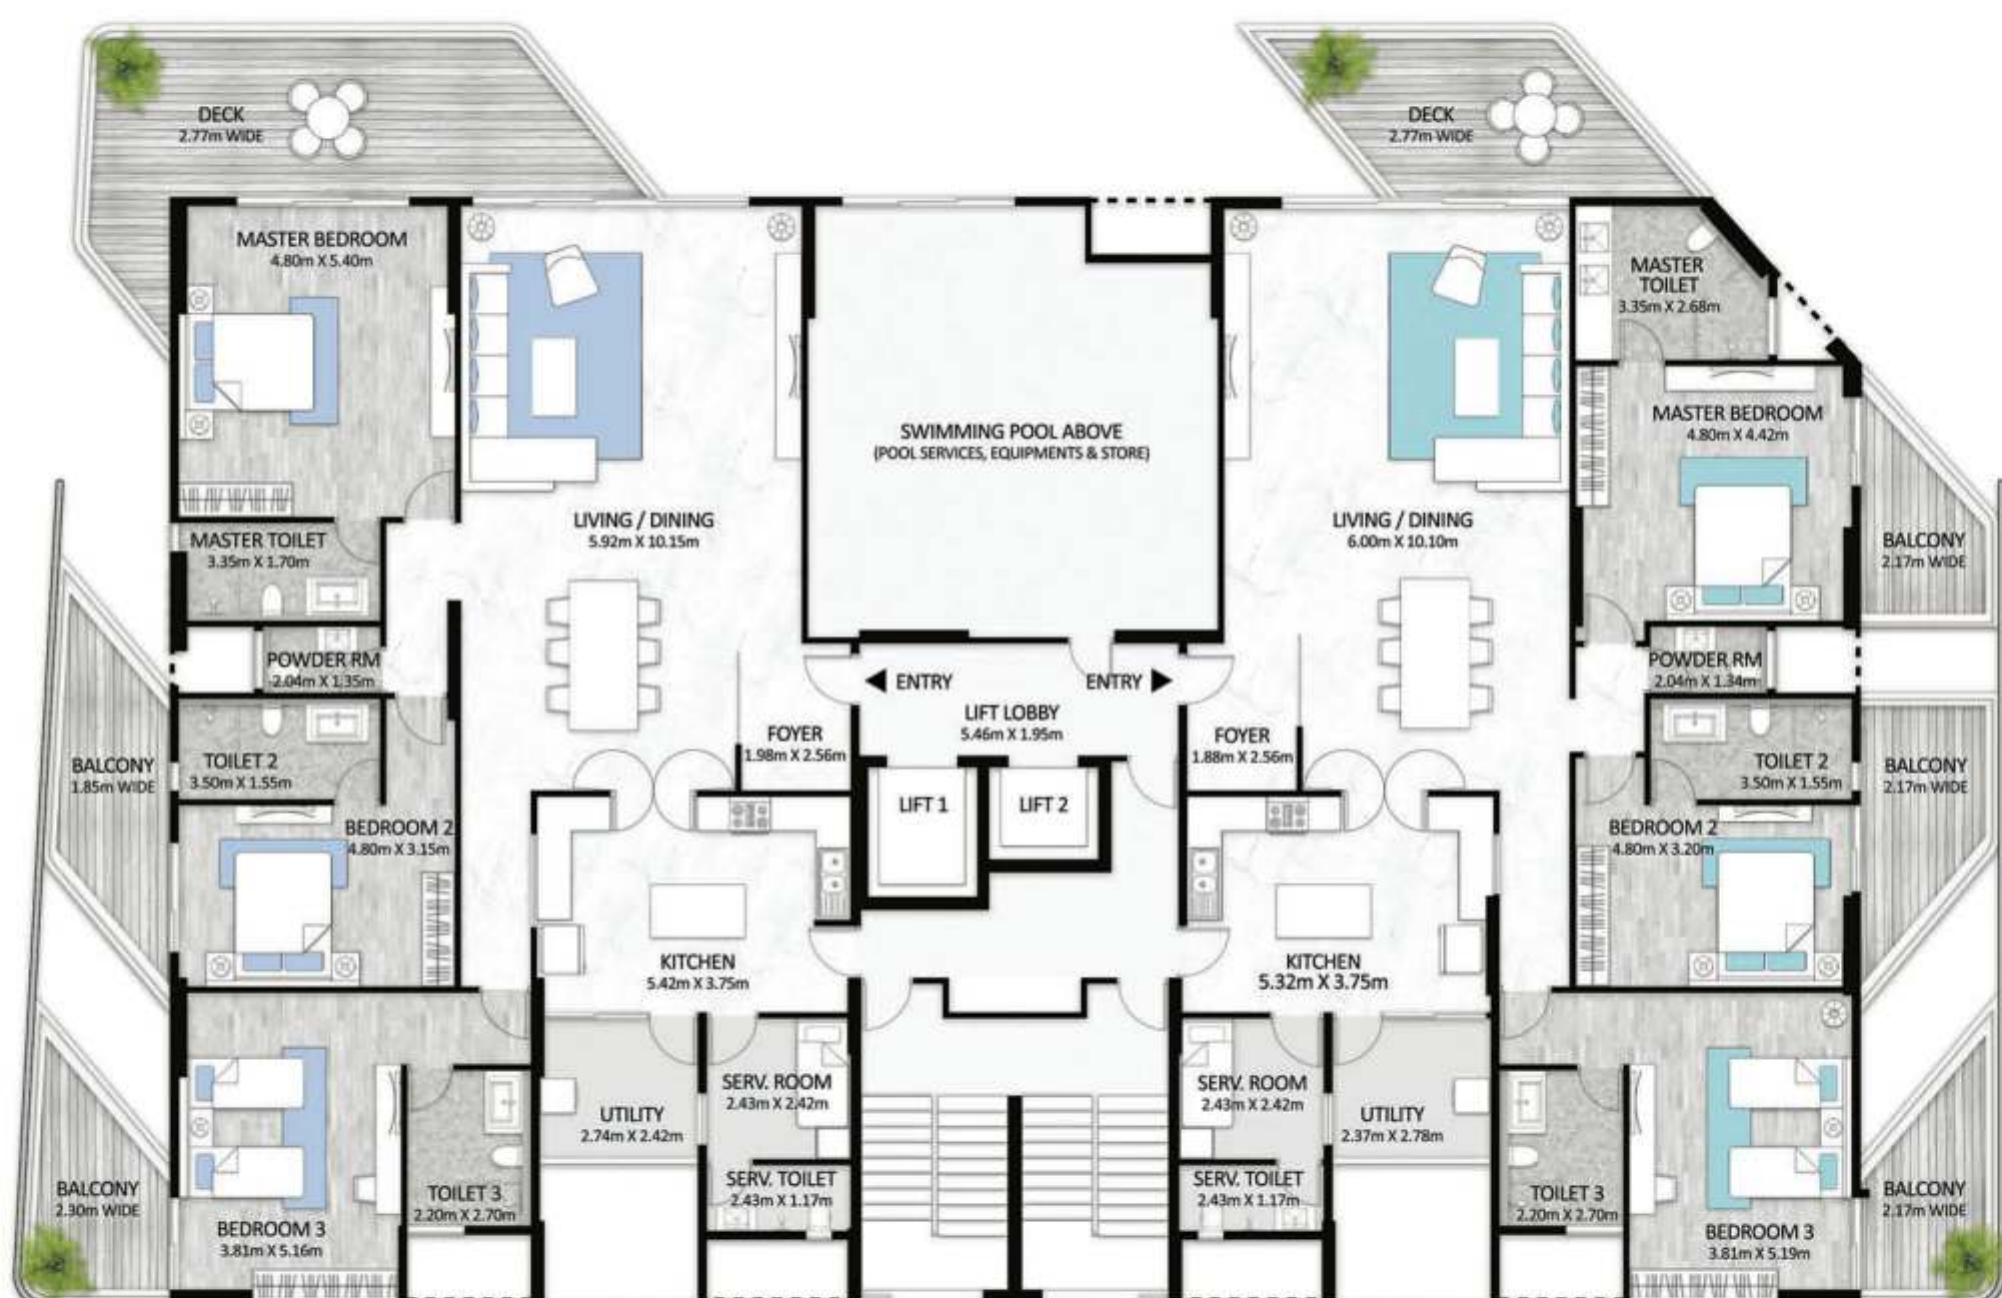 DECK
2.77m WIDE
MASTER BEDROOM
4.80m X 5.40m
LIVING / DINING
5.92m X 10.15m
MASTER TOILET
3.35m X 1.70m
POWDER RM
2.04m X 1.35m
TOILET 2
3.50m X 1.55m
BALCONY
1.85m WIDE
BEDROOM 2
4.80m X 3.15m
FOYER
1.98m X 2.56m
KITCHEN
5.42m X 3.75m
UTILITY
2.74m X 2.42m
SERV. ROOM
2.43m X 2.42m
SERV. TOILET
2.43m X 1.17m
TOILET 3
2.20m X 2.70m
BEDROOM 3
3.81m X 5.16m
BALCONY
2.30m WIDE
SWIMMING POOL ABOVE
(POOL SERVICES, EQUIPMENTS & STORE)
ENTRY
ENTRY
LIFT LOBBY
5.46m X 1.95m
LIFT 1
LIFT 2
DECK
2.77m WIDE
MASTER
TOILET
3.35m X 2.68m
MASTER BEDROOM
4.80m X 4.42m
LIVING / DINING
6.00m X 10.10m
BALCONY
2.17m WIDE
POWDER RM
2.04m X 1.34m
FOYER
1.88m X 2.56m
TOILET 2
3.50m X 1.55m
BALCONY
2.17m WIDE
BEDROOM 2
4.80m X 3.20m
KITCHEN
5.32m X 3.75m
SERV. ROOM
2.43m X 2.42m
UTILITY
2.37m X 2.78m
SERV. TOILET
2.43m X 1.17m
TOILET 3
2.20m X 2.70m
BEDROOM 3
3.81m X 5.19m
BALCONY
2.17m WIDE